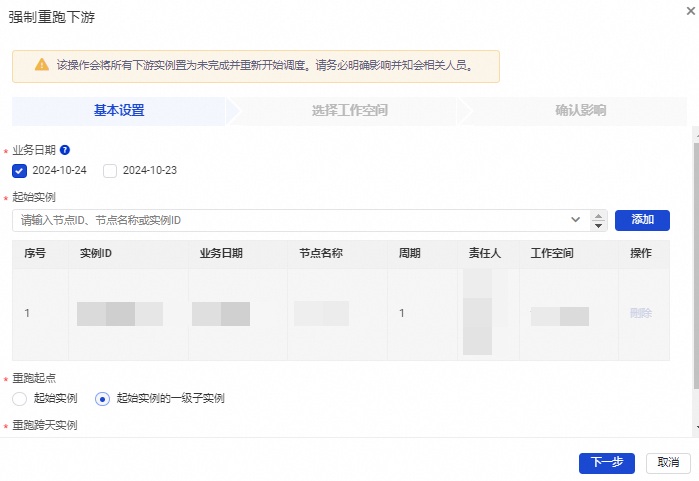 强制重跑下游
该操作会将所有下游实例置为未完成并重新开始调度。请务必明确影响并知会相关人员。
基本设置 选择工作空间 确认影响
* 业务日期 ?
2024-10-24 2024-10-23
* 起始实例
请输入节点ID、节点名称或实例ID 添加
序号 实例ID 业务日期 节点名称 周期 责任人 工作空间 操作
1 1 删除
* 重跑起点
起始实例 起始实例的一级子实例
* 重跑跨天实例
下一步 取消